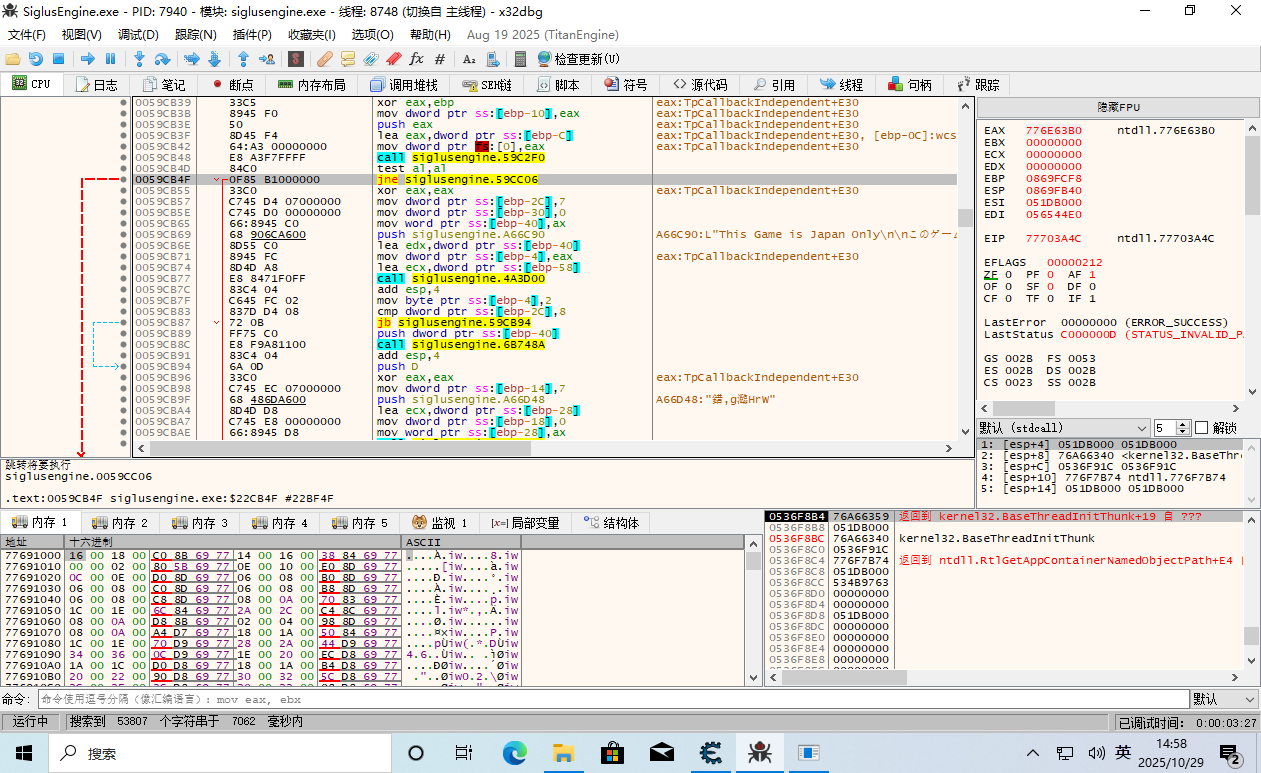 SiglusEngine.exe - PID: 7940 - 模块: siglusengine.exe - 线程: 8748 (切换自 主线程) - x32dbg
文件(F) 视图(V) 调试(D) 跟踪(N) 插件(P) 收藏夹(I) 选项(O) 帮助(H) Aug 19 2025 (TitanEngine)
检查更新(U)
CPU 日志 笔记 断点 内存布局 调用堆栈 SEH链 脚本 符号 源代码 引用 线程 句柄 跟踪
0059CB39 33C5 xor eax,ebp eax:TpCallbackIndependent+E30
0059CB3B 8945 F0 mov dword ptr ss:[ebp-10],eax eax:TpCallbackIndependent+E30
0059CB3E 50 push eax eax:TpCallbackIndependent+E30
0059CB3F 8D45 F4 lea eax,dword ptr ss:[ebp-C] eax:TpCallbackIndependent+E30, [ebp-0C]:wcs
0059CB42 64:A3 00000000 mov dword ptr fs:[0],eax eax:TpCallbackIndependent+E30
0059CB48 E8 A3F7FFFF call siglusengine.59C2F0
0059CB4D 84C0 test al,al
0059CB4F 0F85 B1000000 jne siglusengine.59CC06
0059CB55 33C0 xor eax,eax eax:TpCallbackIndependent+E30
0059CB57 C745 D4 07000000 mov dword ptr ss:[ebp-2C],7
0059CB5E C745 D0 00000000 mov dword ptr ss:[ebp-30],0
0059CB65 66:8945 C0 mov word ptr ss:[ebp-40],ax
0059CB69 68 906CA600 push siglusengine.A66C90 A66C90:L"This Game is Japan Only\n\nこのゲーム
0059CB6E 8D55 C0 lea edx,dword ptr ss:[ebp-40]
0059CB71 8945 FC mov dword ptr ss:[ebp-4],eax eax:TpCallbackIndependent+E30
0059CB74 8D4D A8 lea ecx,dword ptr ss:[ebp-58]
0059CB77 E8 8471F0FF call siglusengine.4A3D00
0059CB7C 83C4 04 add esp,4
0059CB7F C645 FC 02 mov byte ptr ss:[ebp-4],2
0059CB83 837D D4 08 cmp dword ptr ss:[ebp-2C],8
0059CB87 72 0B jb siglusengine.59CB94
0059CB89 FF75 C0 push dword ptr ss:[ebp-40]
0059CB8C E8 F9A81100 call siglusengine.6B748A
0059CB91 83C4 04 add esp,4
0059CB94 6A 0D push D
0059CB96 33C0 xor eax,eax eax:TpCallbackIndependent+E30
0059CB98 C745 EC 07000000 mov dword ptr ss:[ebp-14],7
0059CB9F 68 486DA600 push siglusengine.A66D48
0059CBA4 8D4D D8 lea ecx,dword ptr ss:[ebp-28]
0059CBA7 C745 E8 00000000 mov dword ptr ss:[ebp-18],0
0059CBAE 66:8945 D8 mov word ptr ss:[ebp-28],ax
跳转将要执行
siglusengine.0059CC06
.text:0059CB4F siglusengine.exe:$22CB4F #22BF4F
隐藏FPU
EAX 776E63B0 ntdll.776E63B0
EBX 00000000
ECX 00000000
EDX 00000000
EBP 0869FCF8
ESP 0869FB40
ESI 051DB000
EDI 056544E0
EIP 77703A4C ntdll.77703A4C
EFLAGS 00000212
ZF 0 PF 0 AF 1
OF 0 SF 0 DF 0
CF 0 TF 0 IF 1
LastError 00000000 (ERROR_SUCCESS)
LastStatus C000000D (STATUS_INVALID_P
GS 002B FS 0053
ES 002B DS 002B
CS 0023 SS 002B
默认 (stdcall) 5 解锁
1: [esp+4] 051DB000 051DB000
2: [esp+8] 76A66340 <kernel32.BaseThre
3: [esp+C] 0536F91C 0536F91C
4: [esp+10] 776F7B74 ntdll.776F7B74
5: [esp+14] 051DB000 051DB000
内存 1 内存 2 内存 3 内存 4 内存 5 监视 1 [x=] 局部变量 结构体
地址 十六进制 ASCII
77691000 16 00 18 00 C0 8B 69 77 14 00 16 00 38 84 69 77 ....À.iw....8.iw
77691010 00 00 02 00 80 5B 69 77 0E 00 10 00 E0 8D 69 77 .....[iw....à.iw
77691020 0C 00 0E 00 D0 8D 69 77 06 00 08 00 B0 8D 69 77 ....Ð.iw....°.iw
77691030 06 00 08 00 C0 8D 69 77 06 00 08 00 B8 8D 69 77
77691040 06 00 08 00 C8 8D 69 77 08 00 0A 00 70 83 69 77 ....È.iw....p.iw
77691050 1C 00 1E 00 6C 84 69 77 2A 00 2C 00 C4 8C 69 77 ....l.iw*.,.Ä.iw
77691060 08 00 0A 00 D8 8B 69 77 02 00 04 00 98 8D 69 77 ....Ø.iw......iw
77691070 08 00 0A 00 A4 D7 69 77 18 00 1A 00 50 84 69 77 ....¤×iw....P.iw
77691080 1C 00 1E 00 70 D9 69 77 28 00 2A 00 44 D9 69 77 ....pÙiw(.*.DÙiw
77691090 34 00 36 00 0C D9 69 77 1E 00 20 00 EC D8 69 77 4.6..Ùiw.. .ìØiw
776910A0 1A 00 1C 00 D0 D8 69 77 18 00 1A 00 B4 D8 69 77 ....ÐØiw....´Øiw
776910B0 20 00 22 00 90 D8 69 77 30 00 32 00 5C D8 69 77 ."..Øiw0.2.\Øiw
0536F8B4 76A66359 返回到 kernel32.BaseThreadInitThunk+19 自 ???
0536F8B8 051DB000
0536F8BC 76A66340 kernel32.BaseThreadInitThunk
0536F8C0 0536F91C
0536F8C4 776F7B74 返回到 ntdll.RtlGetAppContainerNamedObjectPath+E4
0536F8C8 051DB000
0536F8CC 534B9763
0536F8D0 00000000
0536F8D4 00000000
0536F8D8 051DB000
0536F8DC 00000000
0536F8E0 00000000
0536F8E4 00000000
0536F8E8 00000000
命令: 命令使用逗号分隔 (像汇编语言): mov eax, ebx 默认
运行中 搜索到 53807 个字符串于 7062 毫秒内 已调试时间: 0:00:03:27
搜索 英 14:58
2025/10/29 2